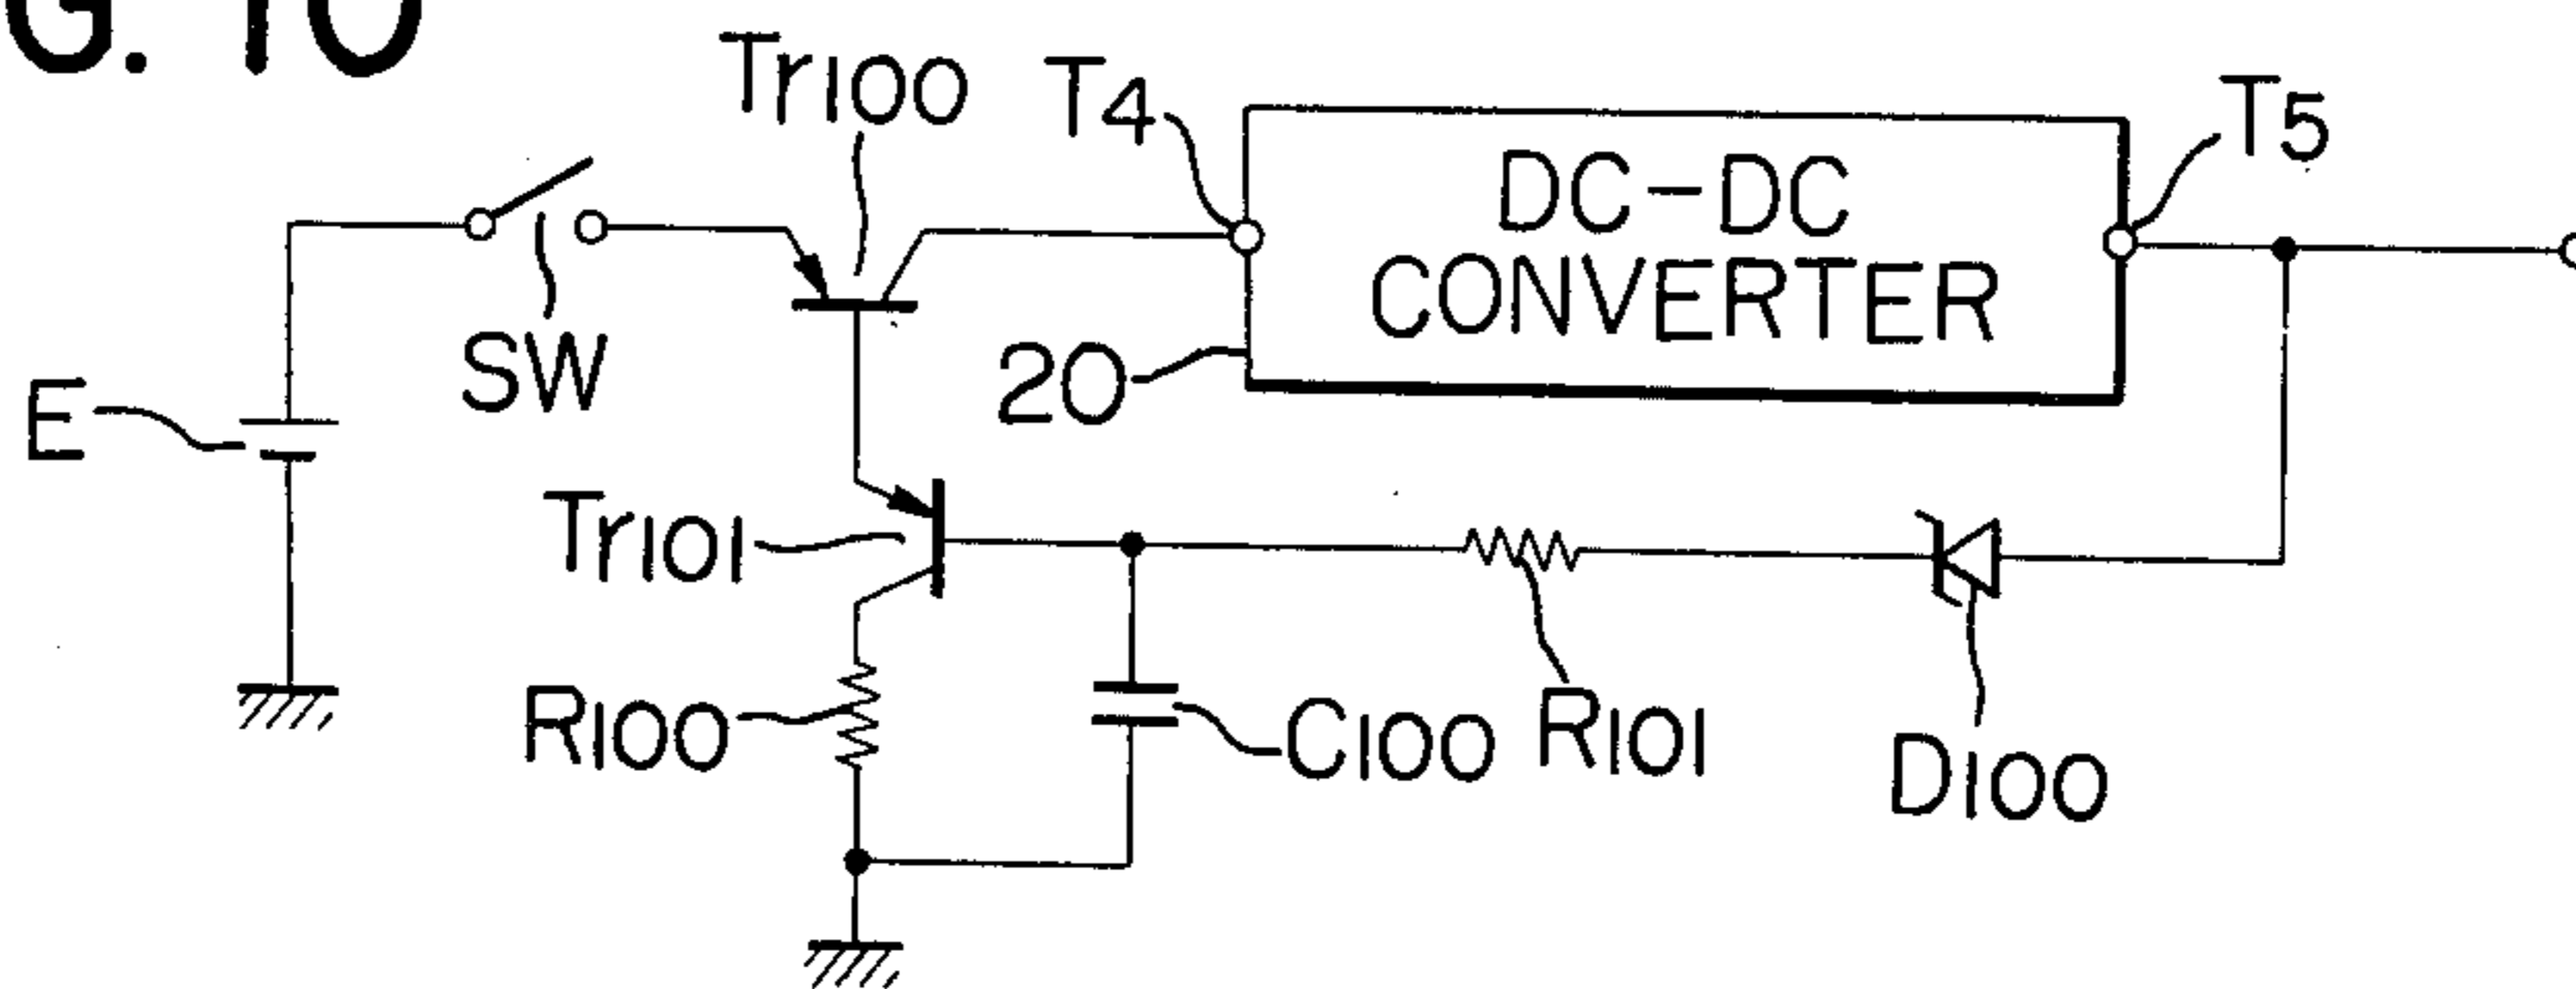 G. 10
Tr100
T4
T5
DC-DC
CONVERTER
SW
20
E
Tr101
R100
C100
R101
D100